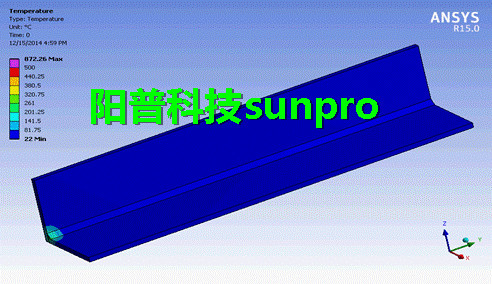 Temperature
Type: Temperature
Unit: °C
Time: 0
12/15/2014 4:59 PM
ANSYS
R15.0
872.26 Max
500
440.25
380.5
320.75
261
201.25
141.5
81.75
22 Min
阳普科技sunpro
Z
Y
X